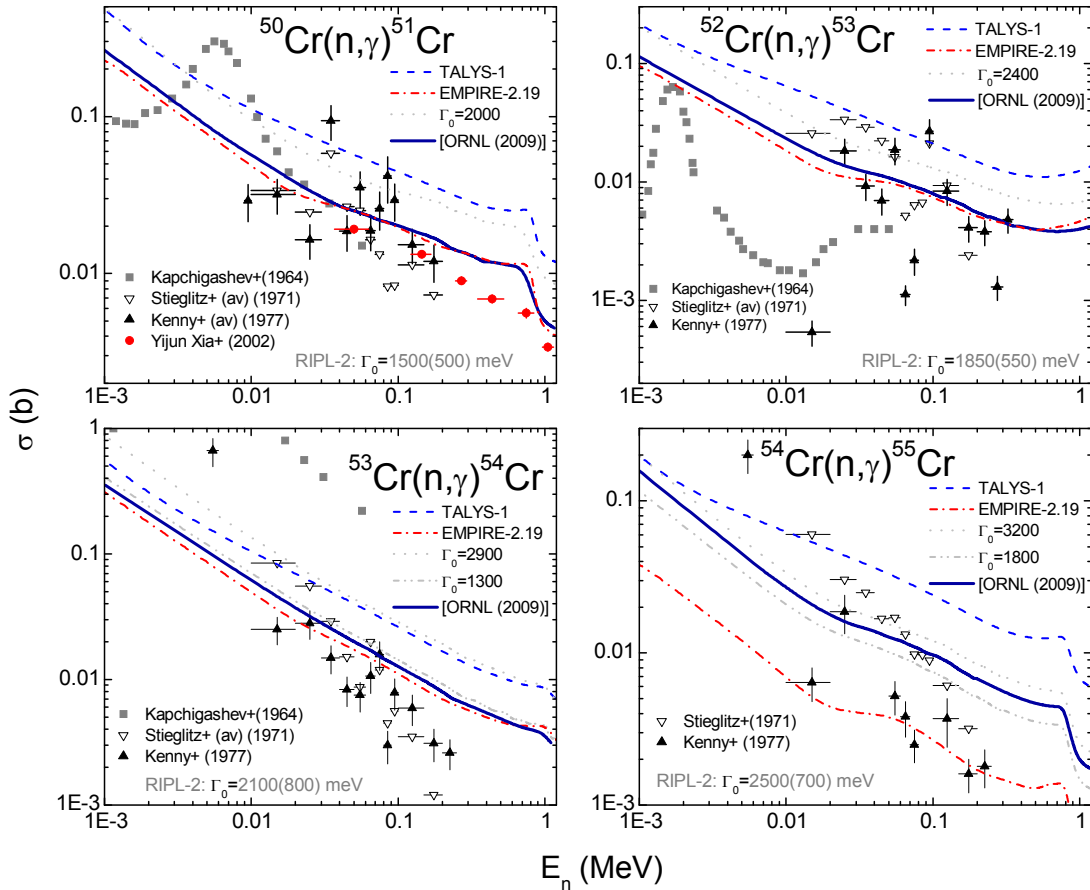 ⁵⁰Cr(n,γ)⁵¹Cr
TALYS-1
EMPIRE-2.19
Γ₀=2000
[ORNL (2009)]
Kapchigashev+(1964)
Stieglitz+ (av) (1971)
Kenny+ (av) (1977)
Yijun Xia+ (2002)
RIPL-2: Γ₀=1500(500) meV
0.1
0.01
1E-3
0.01
0.1
1
⁵²Cr(n,γ)⁵³Cr
TALYS-1
EMPIRE-2.19
Γ₀=2400
[ORNL (2009)]
Kapchigashev+(1964)
Stieglitz+ (av) (1971)
Kenny+ (1977)
RIPL-2: Γ₀=1850(550) meV
0.1
0.01
1E-3
1E-3
0.01
0.1
1
σ (b)
⁵³Cr(n,γ)⁵⁴Cr
TALYS-1
EMPIRE-2.19
Γ₀=2900
Γ₀=1300
[ORNL (2009)]
Kapchigashev+(1964)
Stieglitz+ (av) (1971)
Kenny+ (1977)
RIPL-2: Γ₀=2100(800) meV
1
0.1
0.01
1E-3
1E-3
0.01
0.1
1
⁵⁴Cr(n,γ)⁵⁵Cr
TALYS-1
EMPIRE-2.19
Γ₀=3200
Γ₀=1800
[ORNL (2009)]
Stieglitz+(1971)
Kenny+ (1977)
RIPL-2: Γ₀=2500(700) meV
0.1
0.01
1E-3
1E-3
0.01
0.1
1
E_n (MeV)